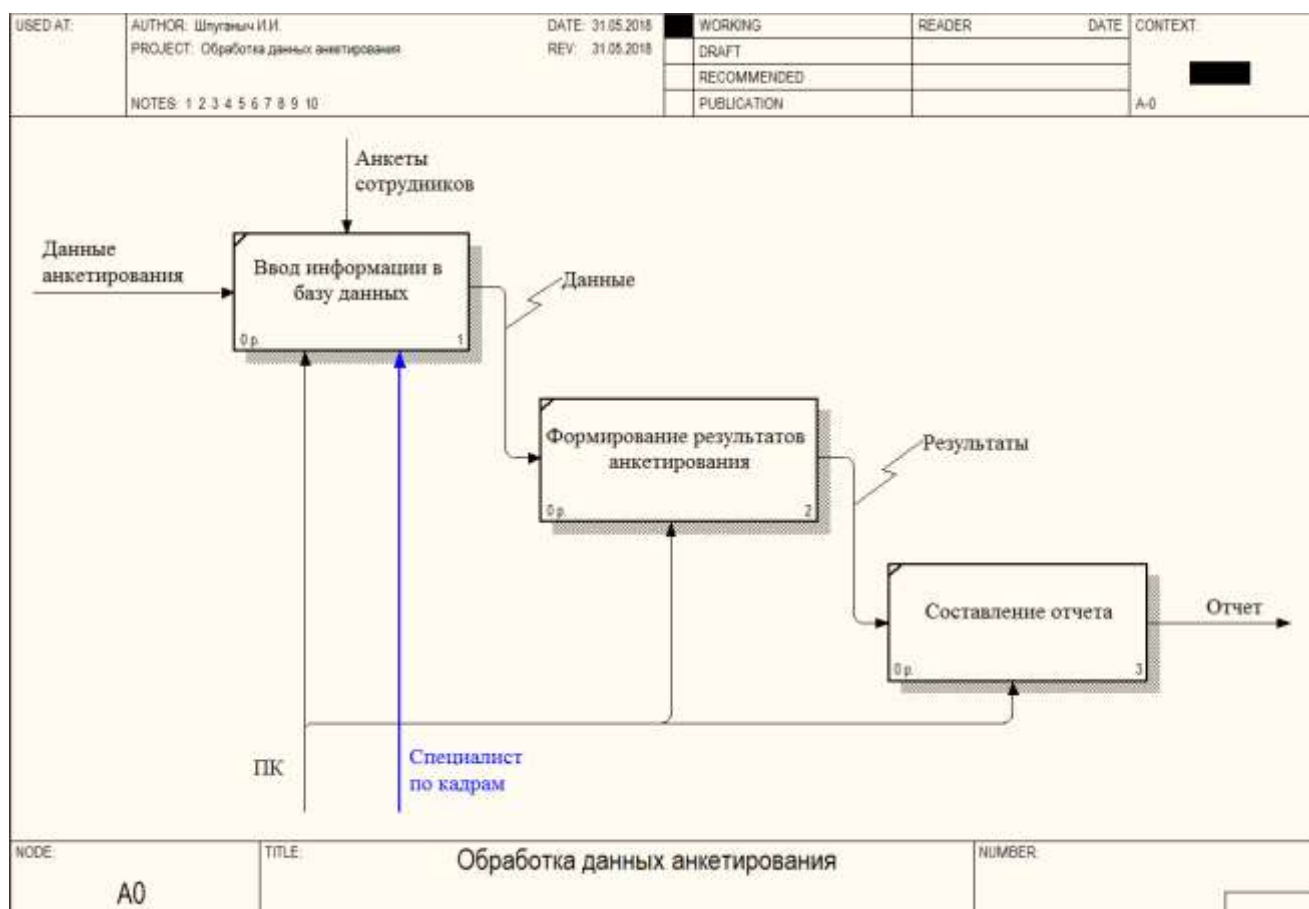 USED AT:
AUTHOR: Шпуганыч И.И.
DATE: 31.05.2018
PROJECT: Обработка данных анкетирования
REV: 31.05.2018
NOTES: 1 2 3 4 5 6 7 8 9 10
WORKING
DRAFT
RECOMMENDED
PUBLICATION
READER
DATE
CONTEXT:
A-0
Анкеты
сотрудников
Данные
анкетирования
Ввод информации в
базу данных
0 р.
1
Данные
Формирование результатов
анкетирования
0 р.
2
Результаты
Составление отчета
0 р.
3
Отчет
ПК
Специалист
по кадрам
NODE:
A0
TITLE:
Обработка данных анкетирования
NUMBER: